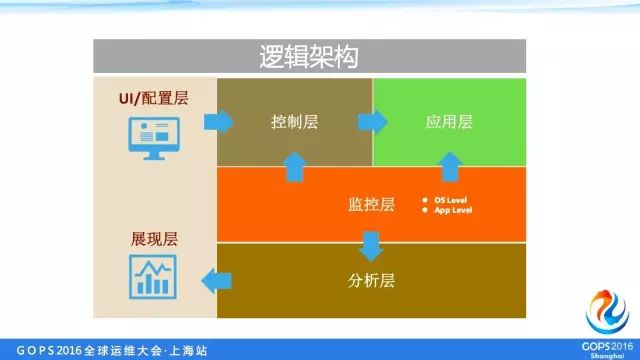 逻辑架构
UI/配置层
控制层
应用层
监控层
OS Level
App Level
展现层
分析层
GOPS2016全球运维大会·上海站
GOPS2016
Shanghai